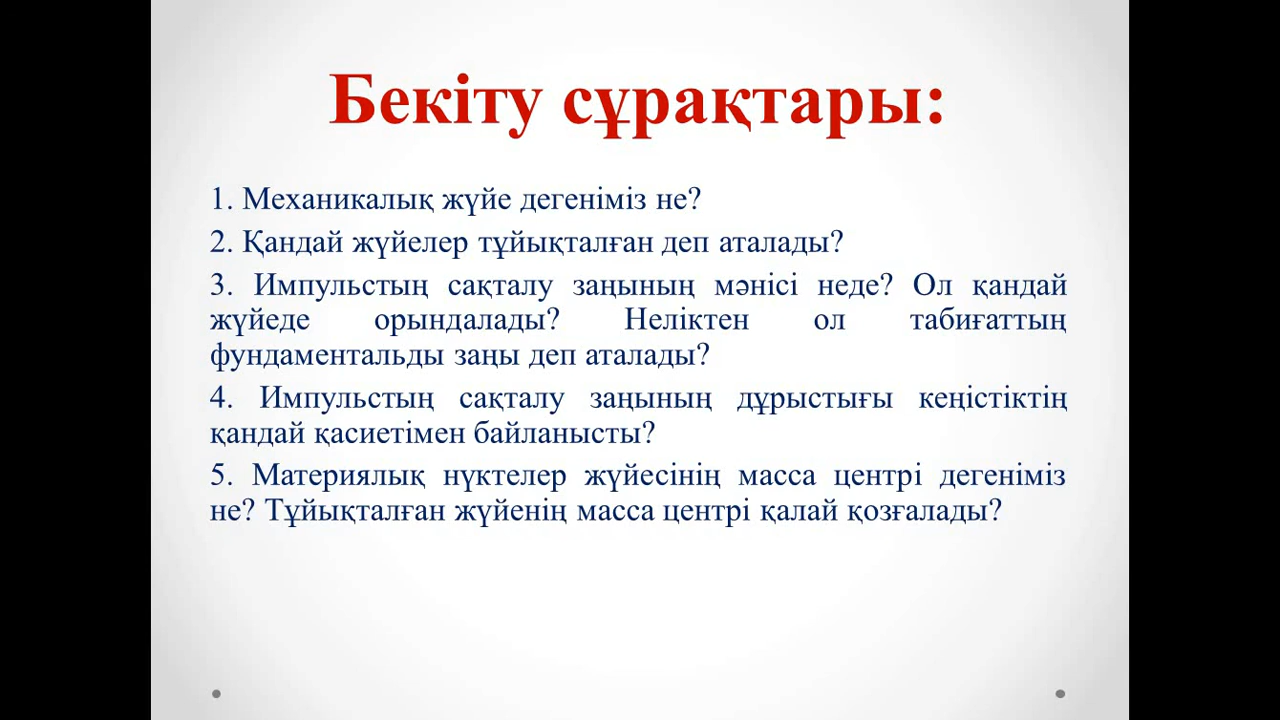 Бекіту сұрақтары:
1. Механикалық жүйе дегеніміз не?
2. Қандай жүйелер тұйықталған деп аталады?
3. Импульстың сақталу заңының мәнісі неде? Ол қандай
жүйеде орындалады? Неліктен ол табиғаттың
фундаментальды заңы деп аталады?
4. Импульстың сақталу заңының дұрыстығы кеңістіктің
қандай қасиетімен байланысты?
5. Материялық нүктелер жүйесінің масса центрі дегеніміз
не? Тұйықталған жүйенің масса центрі қалай қозғалады?